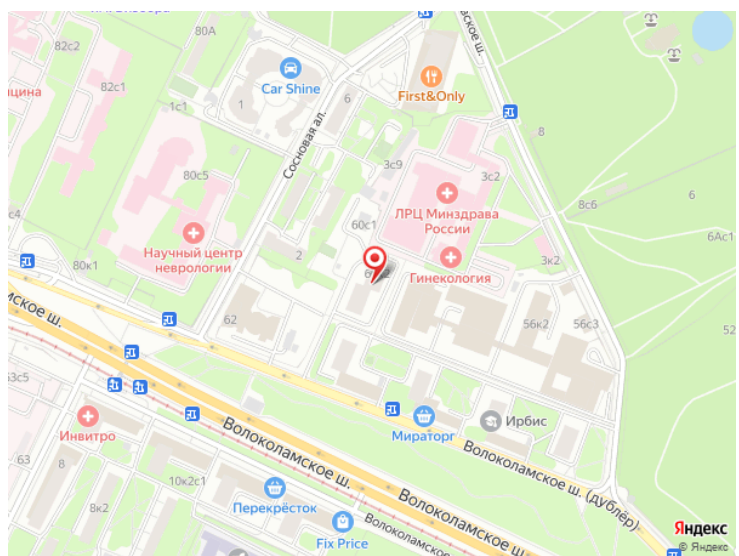 82с2
80А
Car Shine
82с1
1с1
1
6
First&Only
Сосновая ал.
3с9
3с2
8
80с5
ЛРЦ Минздрава
России
8с6
6
6Ас1
60с1
Научный центр
неврологии
2
3к2
Гинекология
80к1
62
56к2
56с3
52
Ирбис
Мираторг
Инвитро
63
8
8к2
10к2с1
Волоколамское ш.
Волоколамское ш. (дублёр)
Перекрёсток
Волоколамское ш.
Fix Price
Яндекс
© Яндекс